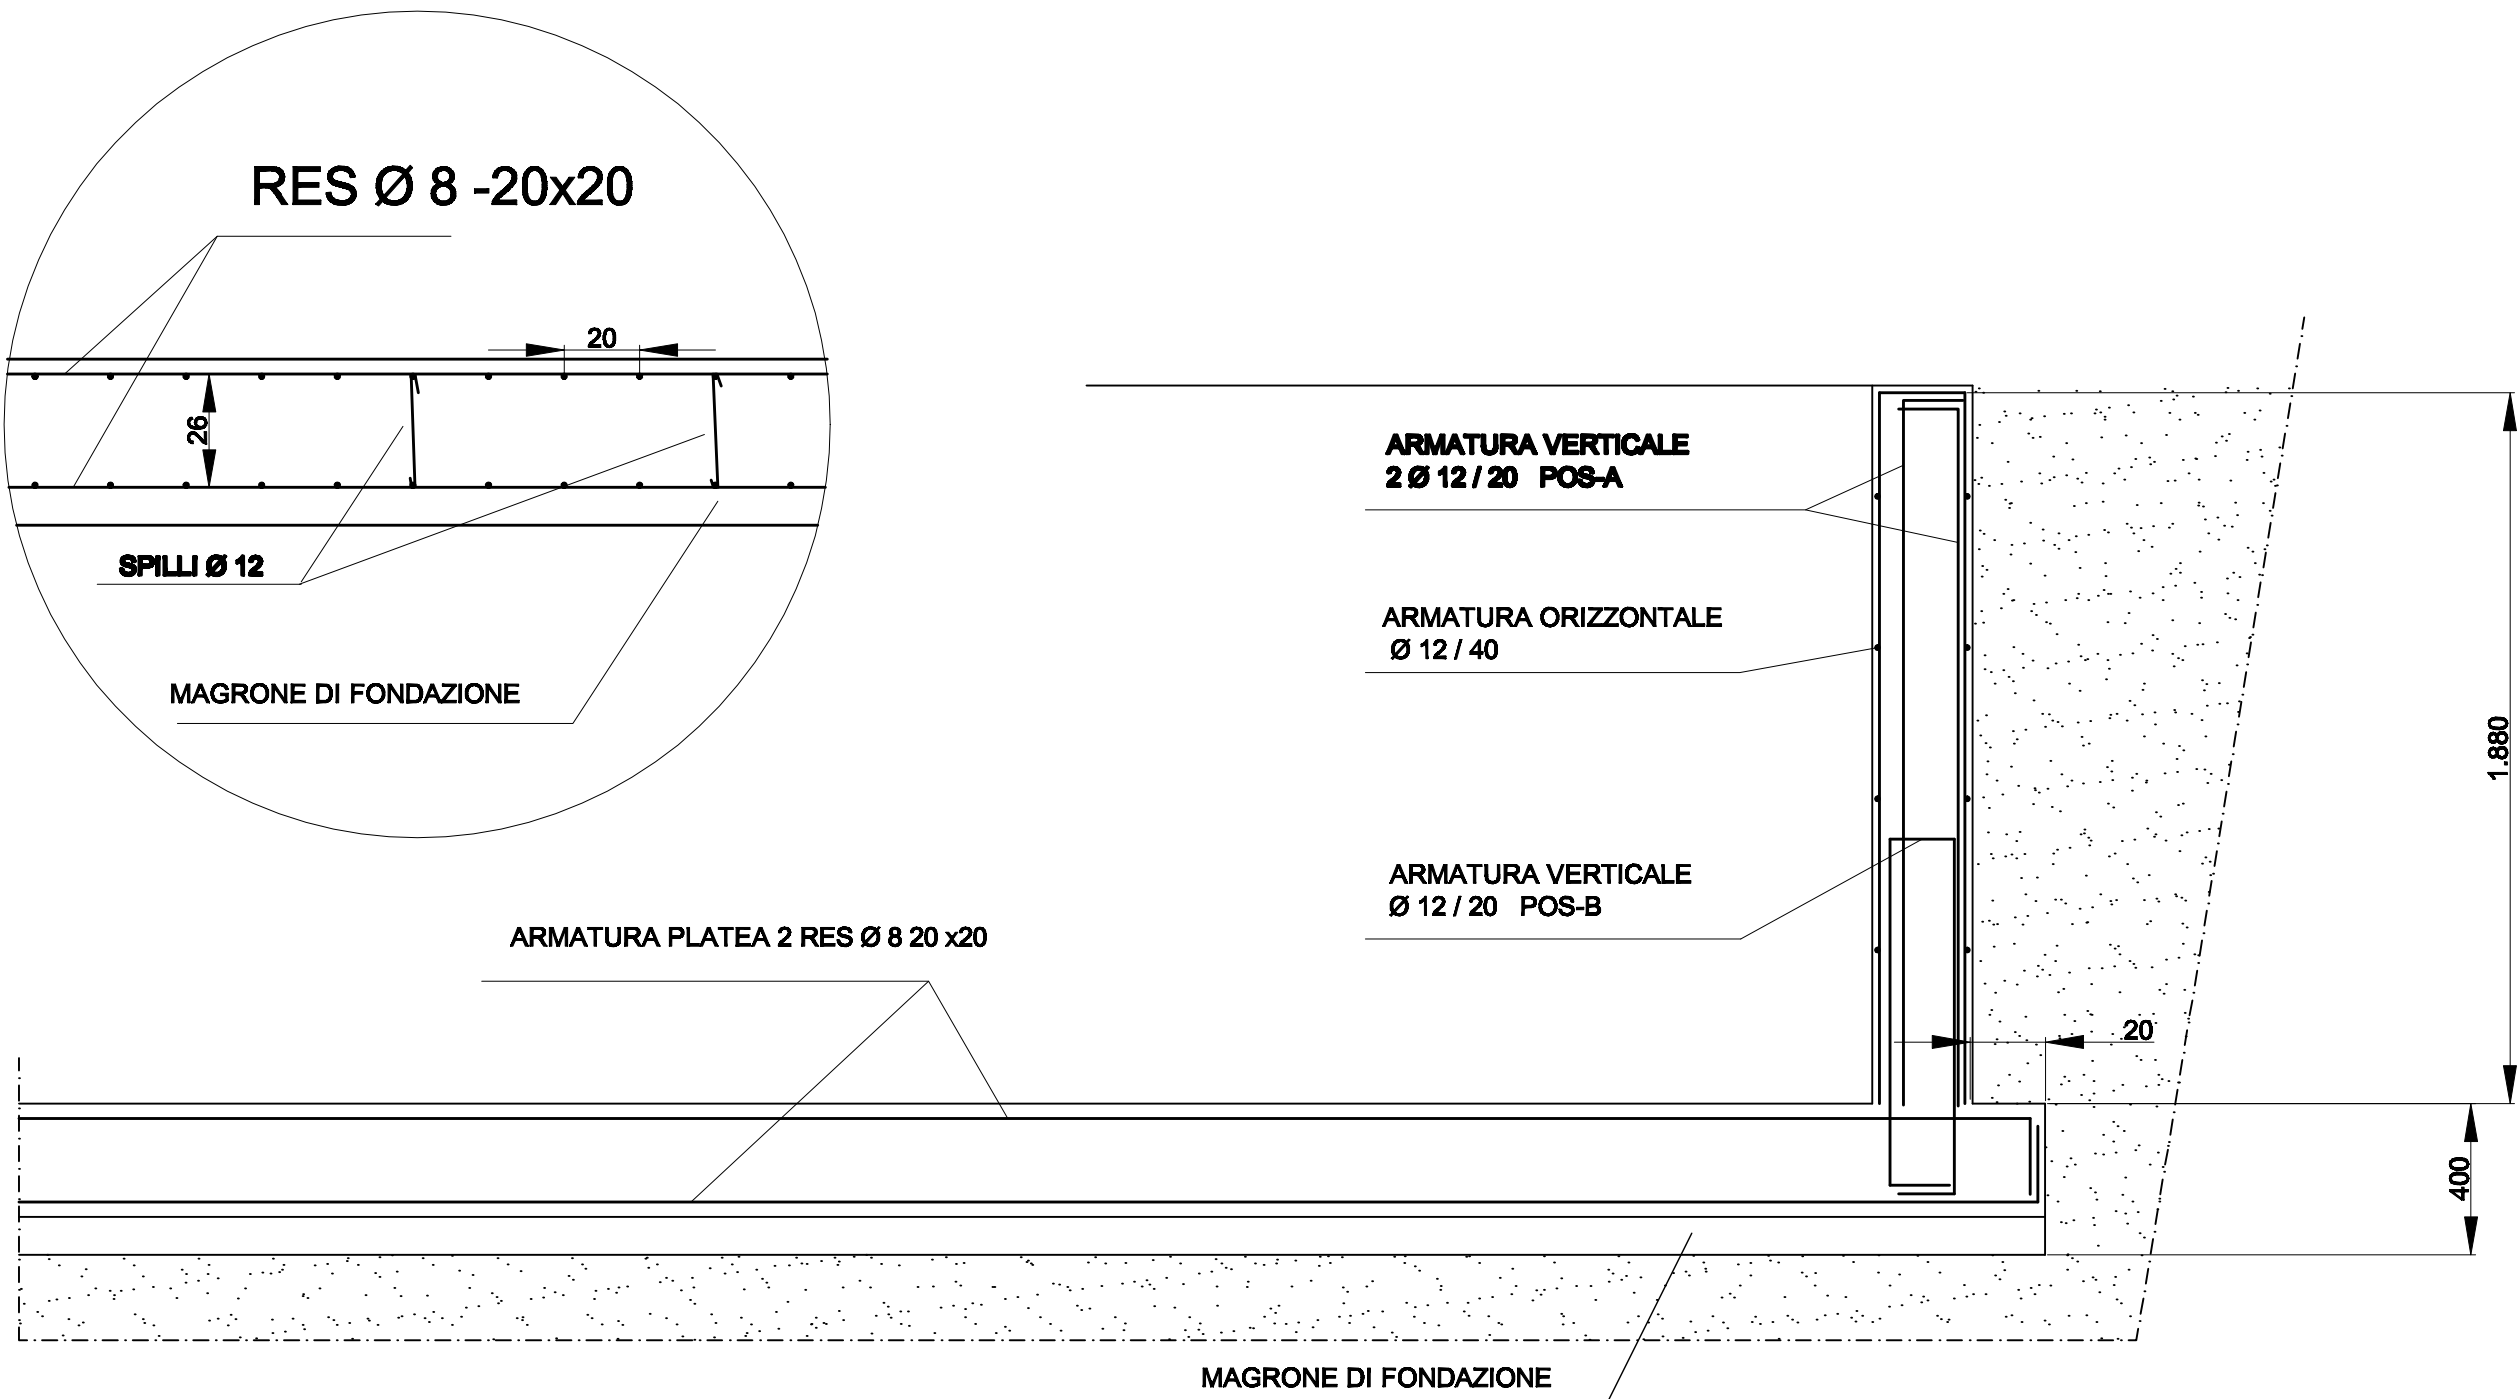 RES Ø 8 -20x20
20
26
SPILLI Ø 12
MAGRONE DI FONDAZIONE
ARMATURA VERTICALE
2 Ø 12 / 20 POS-A
ARMATURA ORIZZONTALE
Ø 12 / 40
1.880
ARMATURA VERTICALE
Ø 12 / 20 POS-B
ARMATURA PLATEA 2 RES Ø 8 20 x20
20
400
MAGRONE DI FONDAZIONE